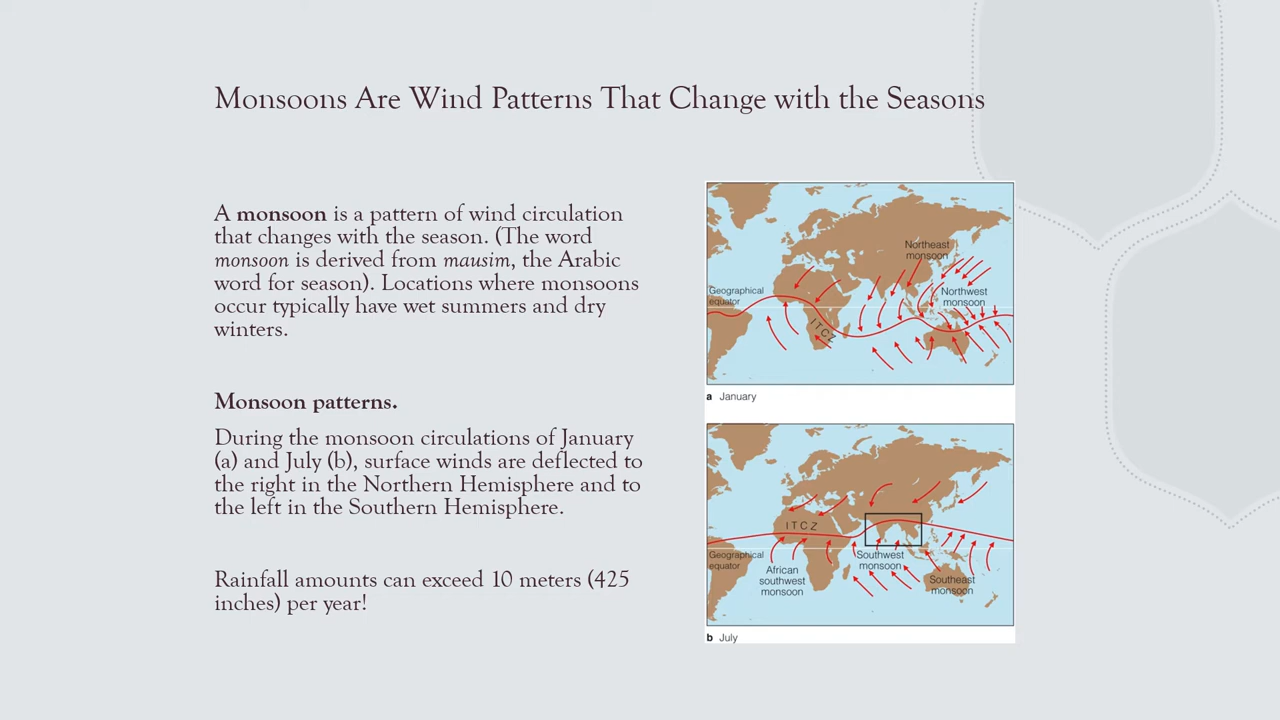 Monsoons Are Wind Patterns That Change with the Seasons
A monsoon is a pattern of wind circulation
that changes with the season. (The word
monsoon is derived from mausim, the Arabic
word for season). Locations where monsoons
occur typically have wet summers and dry
winters.
Monsoon patterns.
During the monsoon circulations of January
(a) and July (b), surface winds are deflected to
the right in the Northern Hemisphere and to
the left in the Southern Hemisphere.
Rainfall amounts can exceed 10 meters (425
inches) per year!
Northeast
monsoon
Geographical
equator
Northwest
monsoon
ITCZ
a January
ITCZ
Geographical
equator
African
southwest
monsoon
Southwest
monsoon
Southeast
monsoon
b July